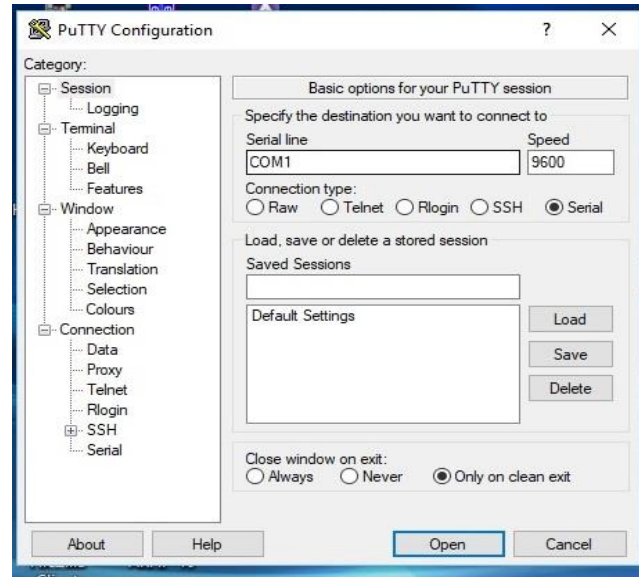 PuTTY Configuration
?
Category:
Session
Logging
Terminal
Keyboard
Bell
Features
Window
Appearance
Behaviour
Translation
Selection
Colours
Connection
Data
Proxy
Telnet
Rlogin
SSH
Serial
Basic options for your PuTTY session
Specify the destination you want to connect to
Serial line Speed
COM1 9600
Connection type:
Raw Telnet Rlogin SSH Serial
Load, save or delete a stored session
Saved Sessions
Default Settings
Load
Save
Delete
Close window on exit:
Always Never Only on clean exit
About Help Open Cancel